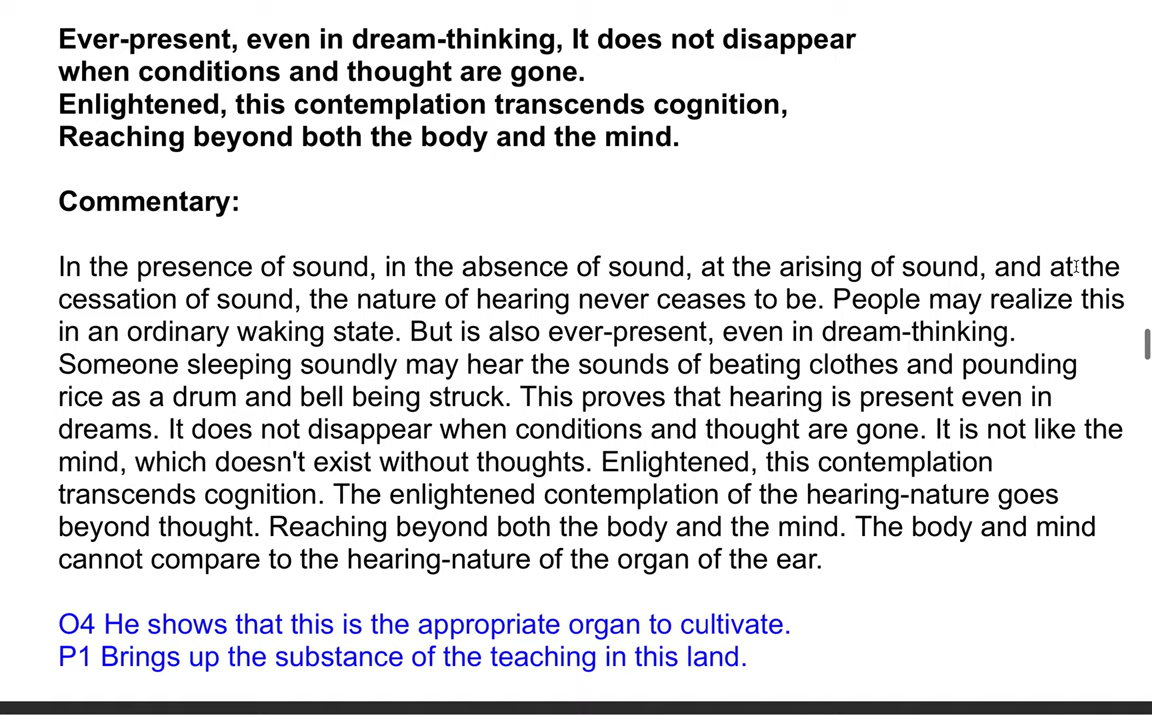 Ever-present, even in dream-thinking, It does not disappear
when conditions and thought are gone.
Enlightened, this contemplation transcends cognition,
Reaching beyond both the body and the mind.
Commentary:
In the presence of sound, in the absence of sound, at the arising of sound, and at the
cessation of sound, the nature of hearing never ceases to be. People may realize this
in an ordinary waking state. But is also ever-present, even in dream-thinking.
Someone sleeping soundly may hear the sounds of beating clothes and pounding
rice as a drum and bell being struck. This proves that hearing is present even in
dreams. It does not disappear when conditions and thought are gone. It is not like the
mind, which doesn't exist without thoughts. Enlightened, this contemplation
transcends cognition. The enlightened contemplation of the hearing-nature goes
beyond thought. Reaching beyond both the body and the mind. The body and mind
cannot compare to the hearing-nature of the organ of the ear.
O4 He shows that this is the appropriate organ to cultivate.
P1 Brings up the substance of the teaching in this land.